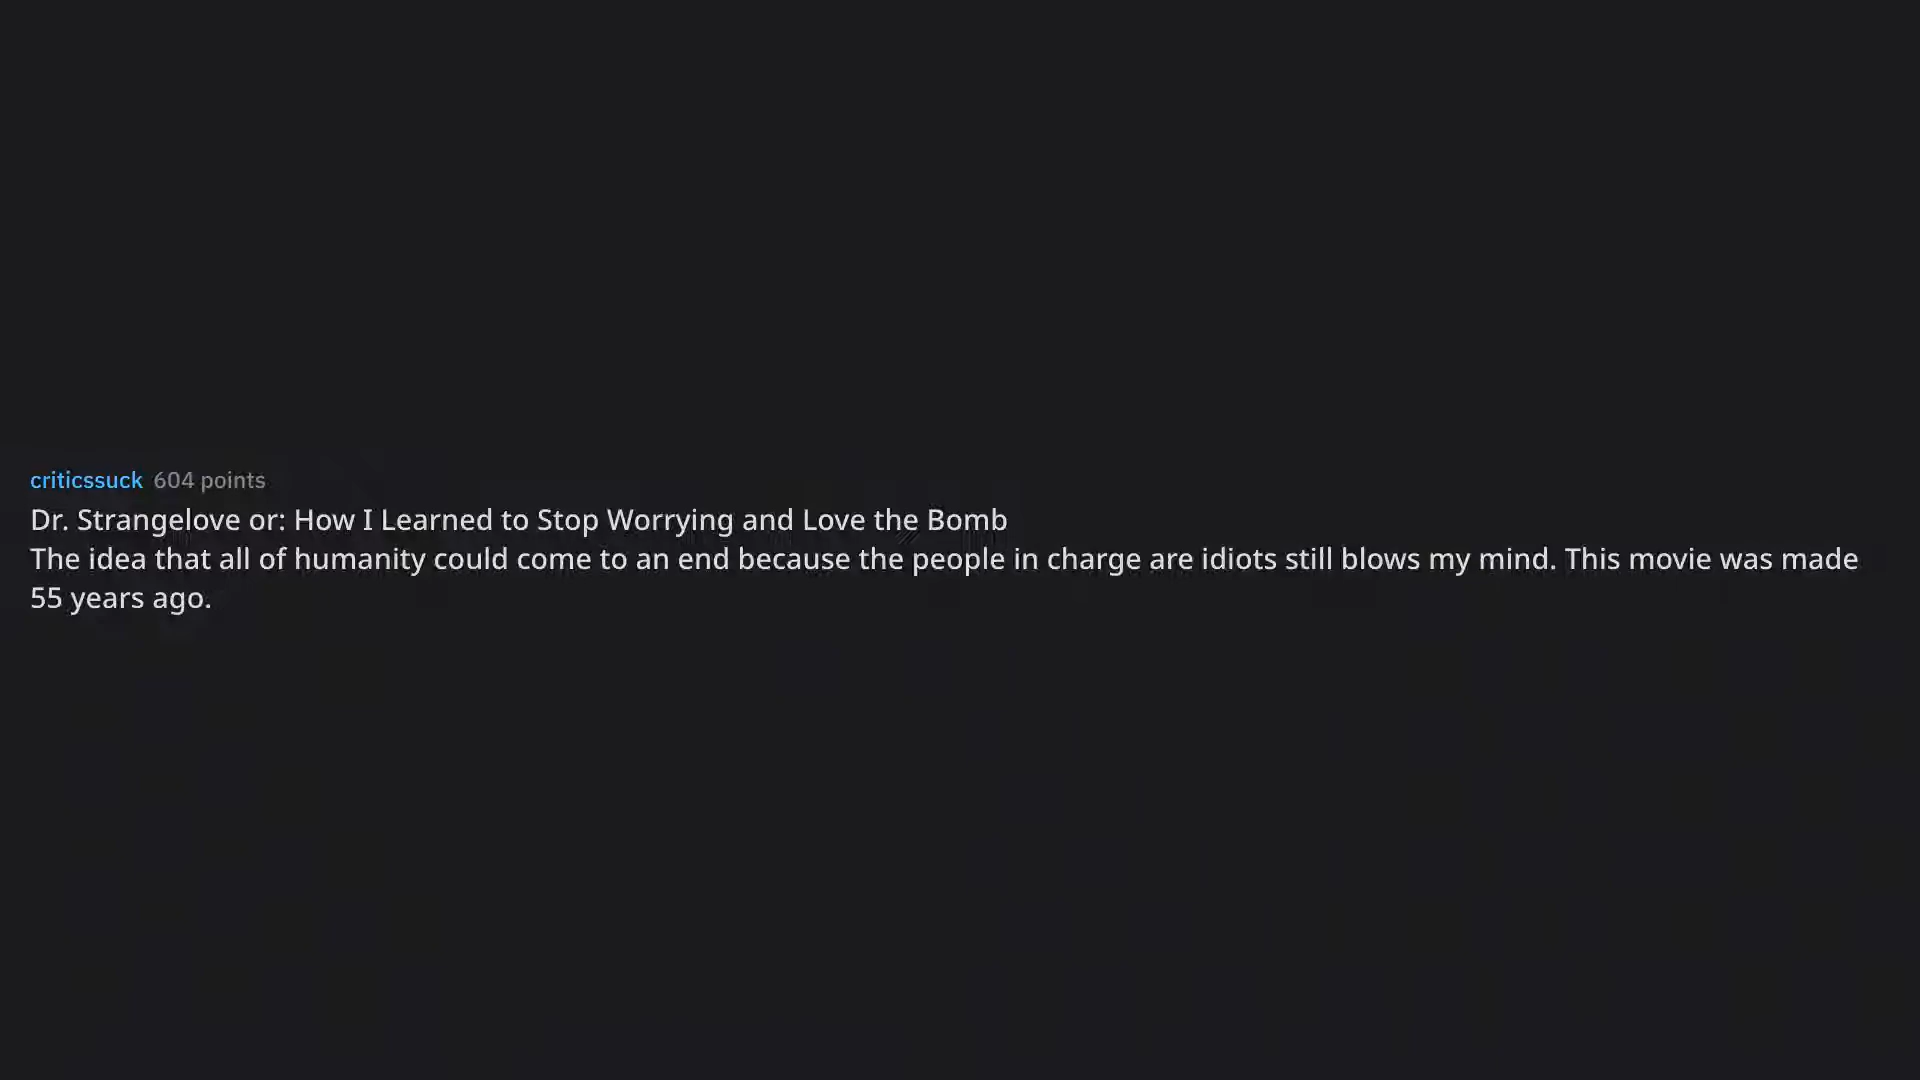 criticssuck 604 points
Dr. Strangelove or: How I Learned to Stop Worrying and Love the Bomb
The idea that all of humanity could come to an end because the people in charge are idiots still blows my mind. This movie was made
55 years ago.